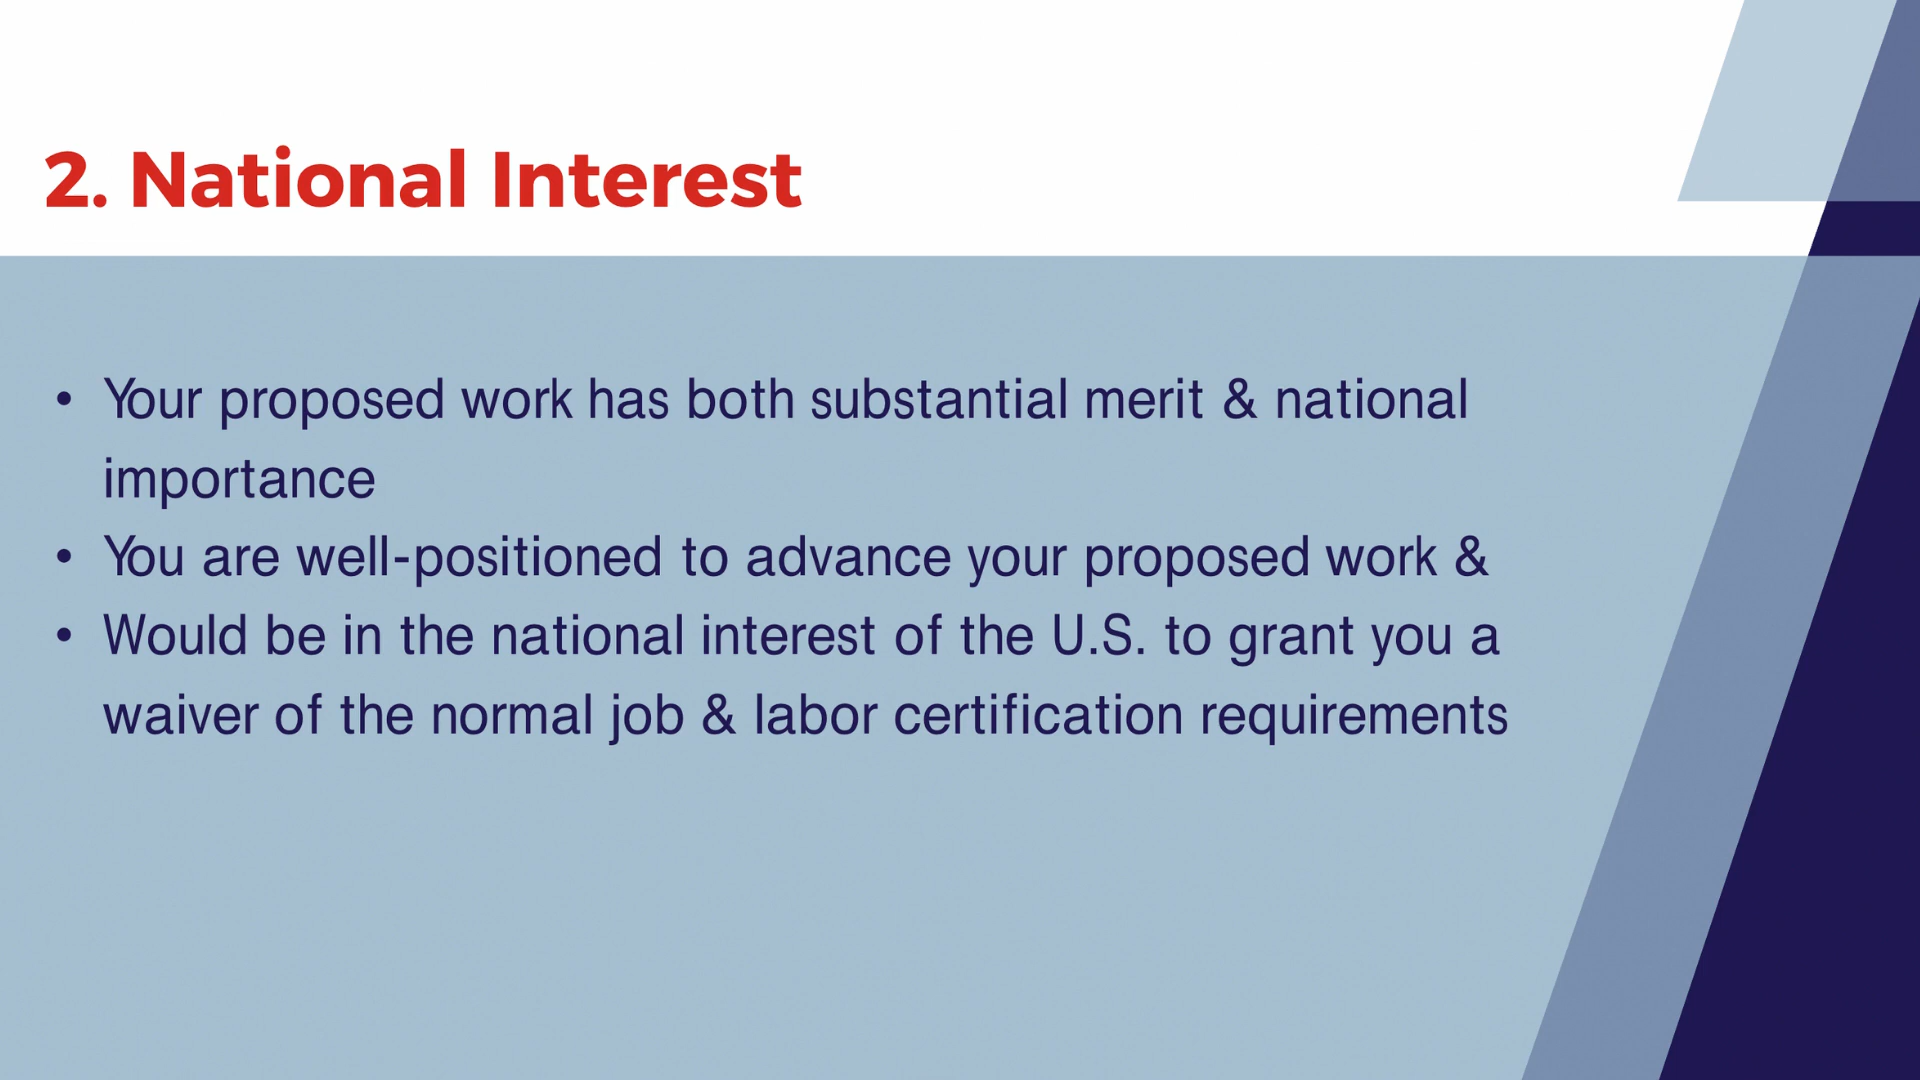 2. National Interest
• Your proposed work has both substantial merit & national
importance
• You are well-positioned to advance your proposed work &
• Would be in the national interest of the U.S. to grant you a
waiver of the normal job & labor certification requirements